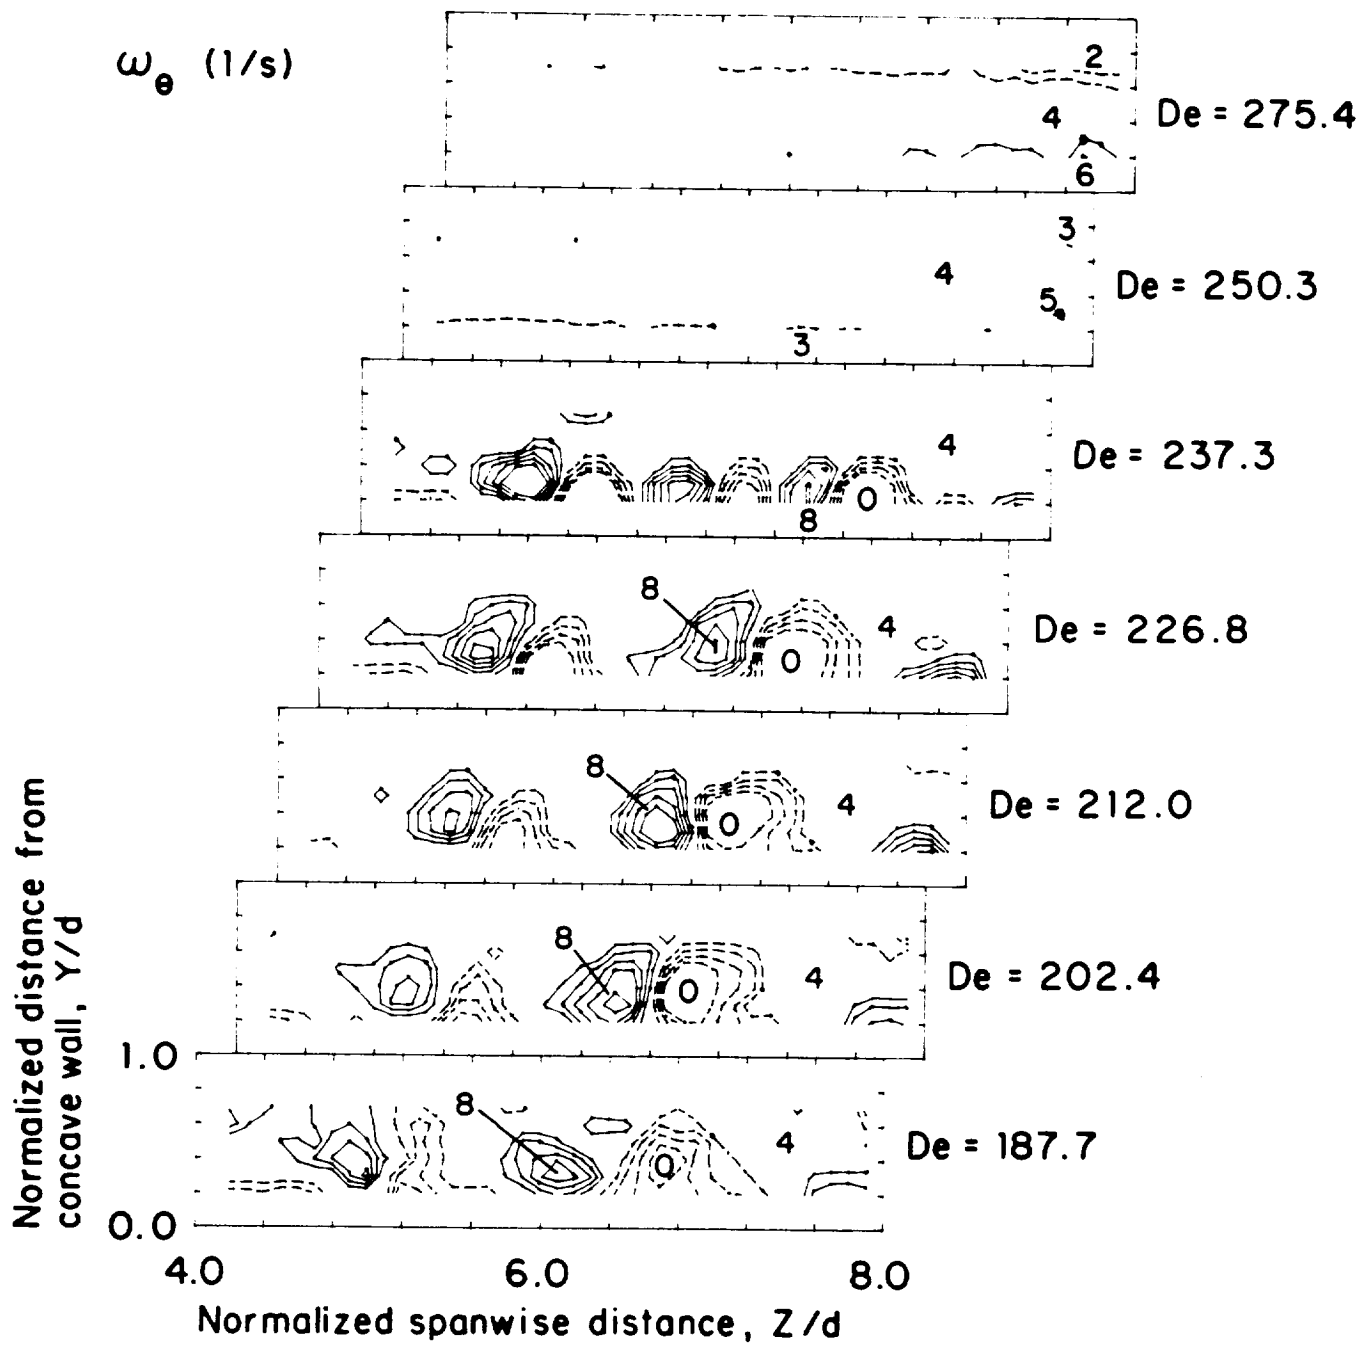 ωθ (1/s)
2
4
6
De = 275.4
3
4
5
3
De = 250.3
4
0
8
De = 237.3
8
4
0
De = 226.8
8
4
0
De = 212.0
8
4
0
De = 202.4
8
4
0
De = 187.7
Normalized distance from
concave wall, Y/d
1.0
0.0
4.0 6.0 8.0
Normalized spanwise distance, Z/d